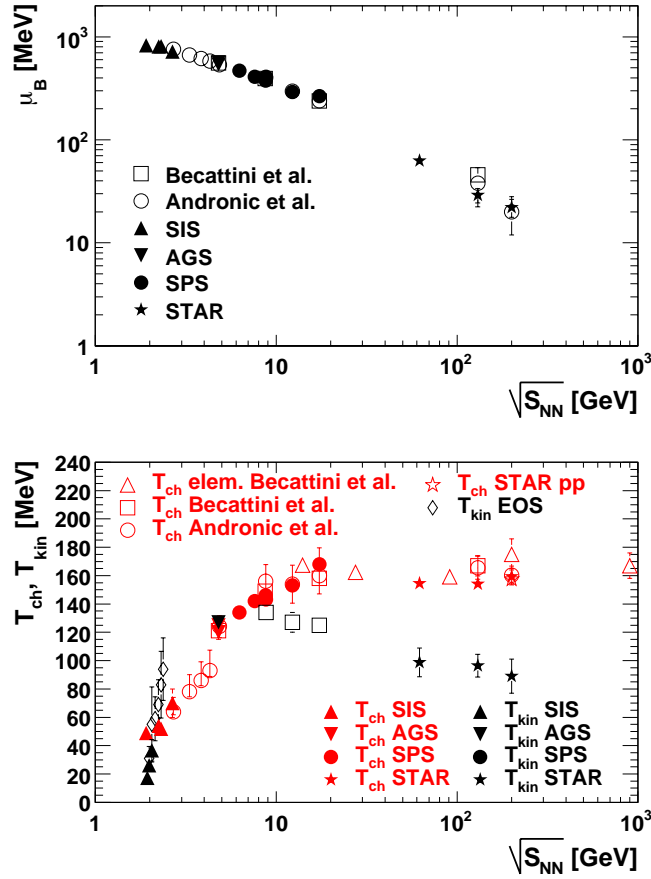 μB [MeV]
10³
10²
10
1
Becattini et al.
Andronic et al.
SIS
AGS
SPS
STAR
1 10 10² 10³
√SNN [GeV]
Tch, Tkin [MeV]
240
220
200
180
160
140
120
100
80
60
40
20
0
Tch elem. Becattini et al.
Tch Becattini et al.
Tch Andronic et al.
Tch STAR pp
Tkin EOS
Tch SIS
Tch AGS
Tch SPS
Tch STAR
Tkin SIS
Tkin AGS
Tkin SPS
Tkin STAR
1 10 10² 10³
√SNN [GeV]